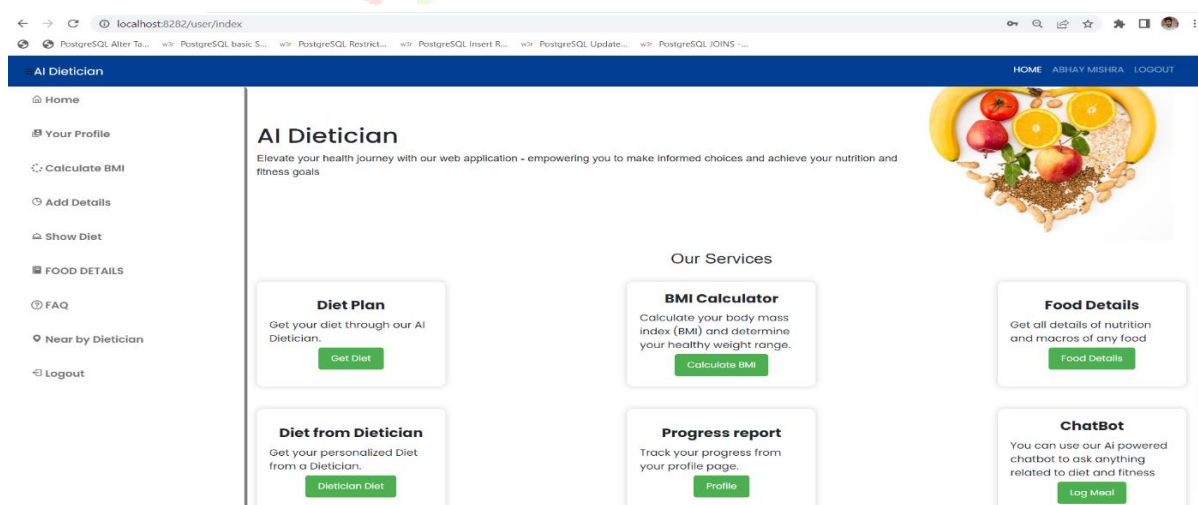 localhost:8282/user/index
PostgreSQL Alter Ta... w3r PostgreSQL basic S... w3r PostgreSQL Restrict... w3r PostgreSQL Insert R... w3r PostgreSQL Update... w3r PostgreSQL JOINS -...
AI Dietician HOME ABHAY MISHRA LOGOUT
Home
Your Profile
Calculate BMI
Add Details
Show Diet
FOOD DETAILS
FAQ
Near by Dietician
Logout
AI Dietician
Elevate your health journey with our web application - empowering you to make informed choices and achieve your nutrition and
fitness goals
Our Services
Diet Plan
Get your diet through our AI
Dietician.
Get Diet
BMI Calculator
Calculate your body mass
index (BMI) and determine
your healthy weight range.
Calculate BMI
Food Details
Get all details of nutrition
and macros of any food
Food Details
Diet from Dietician
Get your personalized Diet
from a Dietician.
Dietician Diet
Progress report
Track your progress from
your profile page.
Profile
ChatBot
You can use our Ai powered
chatbot to ask anything
related to diet and fitness
Log Meal